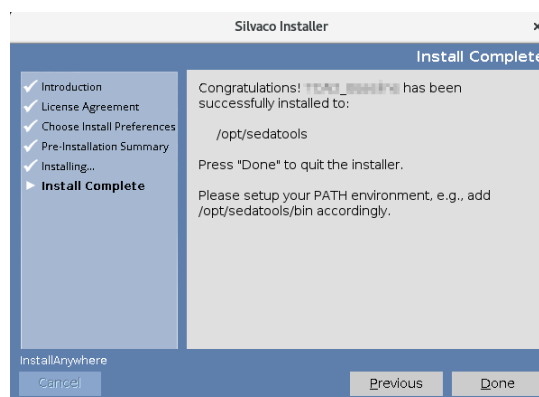 Silvaco Installer
Install Complete
Introduction
License Agreement
Choose Install Preferences
Pre-Installation Summary
Installing...
Install Complete
Congratulations! has been
successfully installed to:
/opt/sedatools
Press "Done" to quit the installer.
Please setup your PATH environment, e.g., add
/opt/sedatools/bin accordingly.
InstallAnywhere
Cancel
Previous
Done